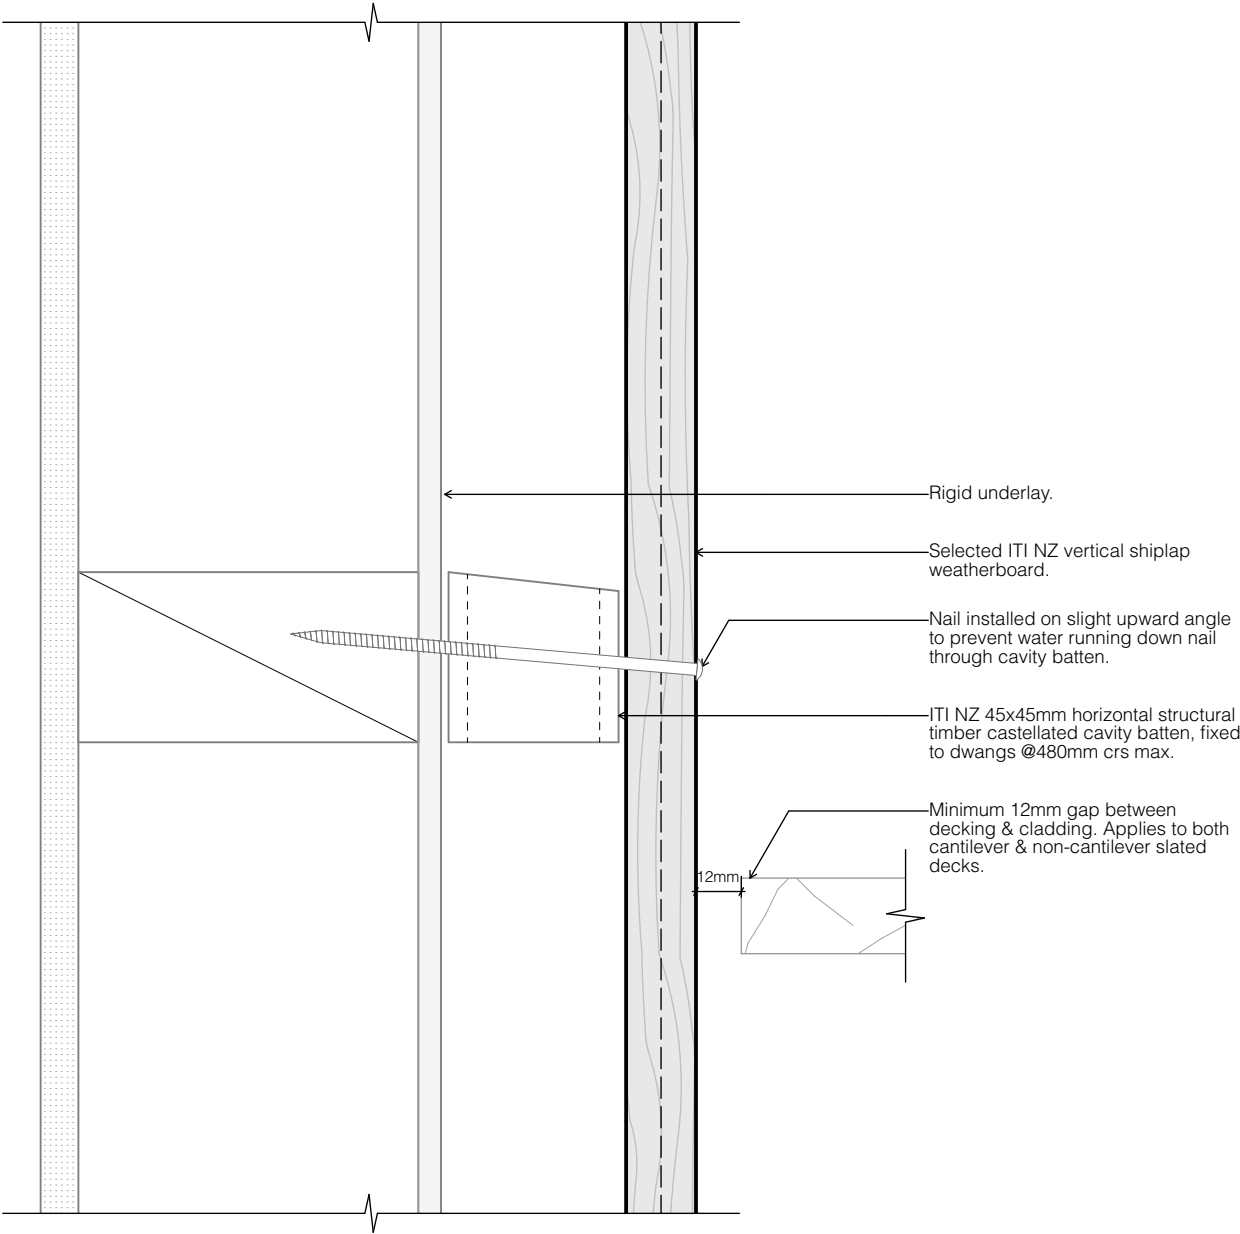 Rigid underlay.
Selected ITI NZ vertical shiplap
weatherboard.
Nail installed on slight upward angle
to prevent water running down nail
through cavity batten.
ITI NZ 45x45mm horizontal structural
timber castellated cavity batten, fixed
to dwangs @480mm crs max.
Minimum 12mm gap between
decking & cladding. Applies to both
cantilever & non-cantilever slated
decks.
12mm